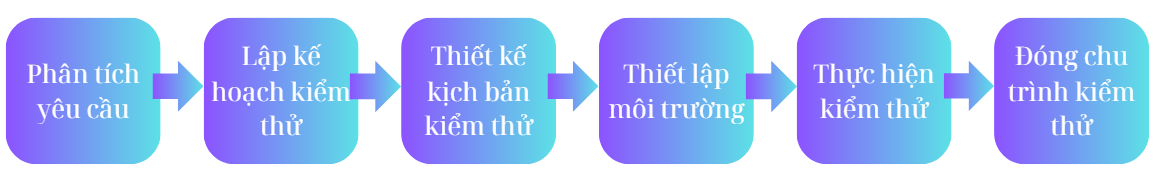 Phân tích
yêu cầu
Lập kế
hoạch kiểm
thử
Thiết kế
kịch bản
kiểm thử
Thiết lập
môi trường
Thực hiện
kiểm thử
Đóng chu
trình kiểm
thử